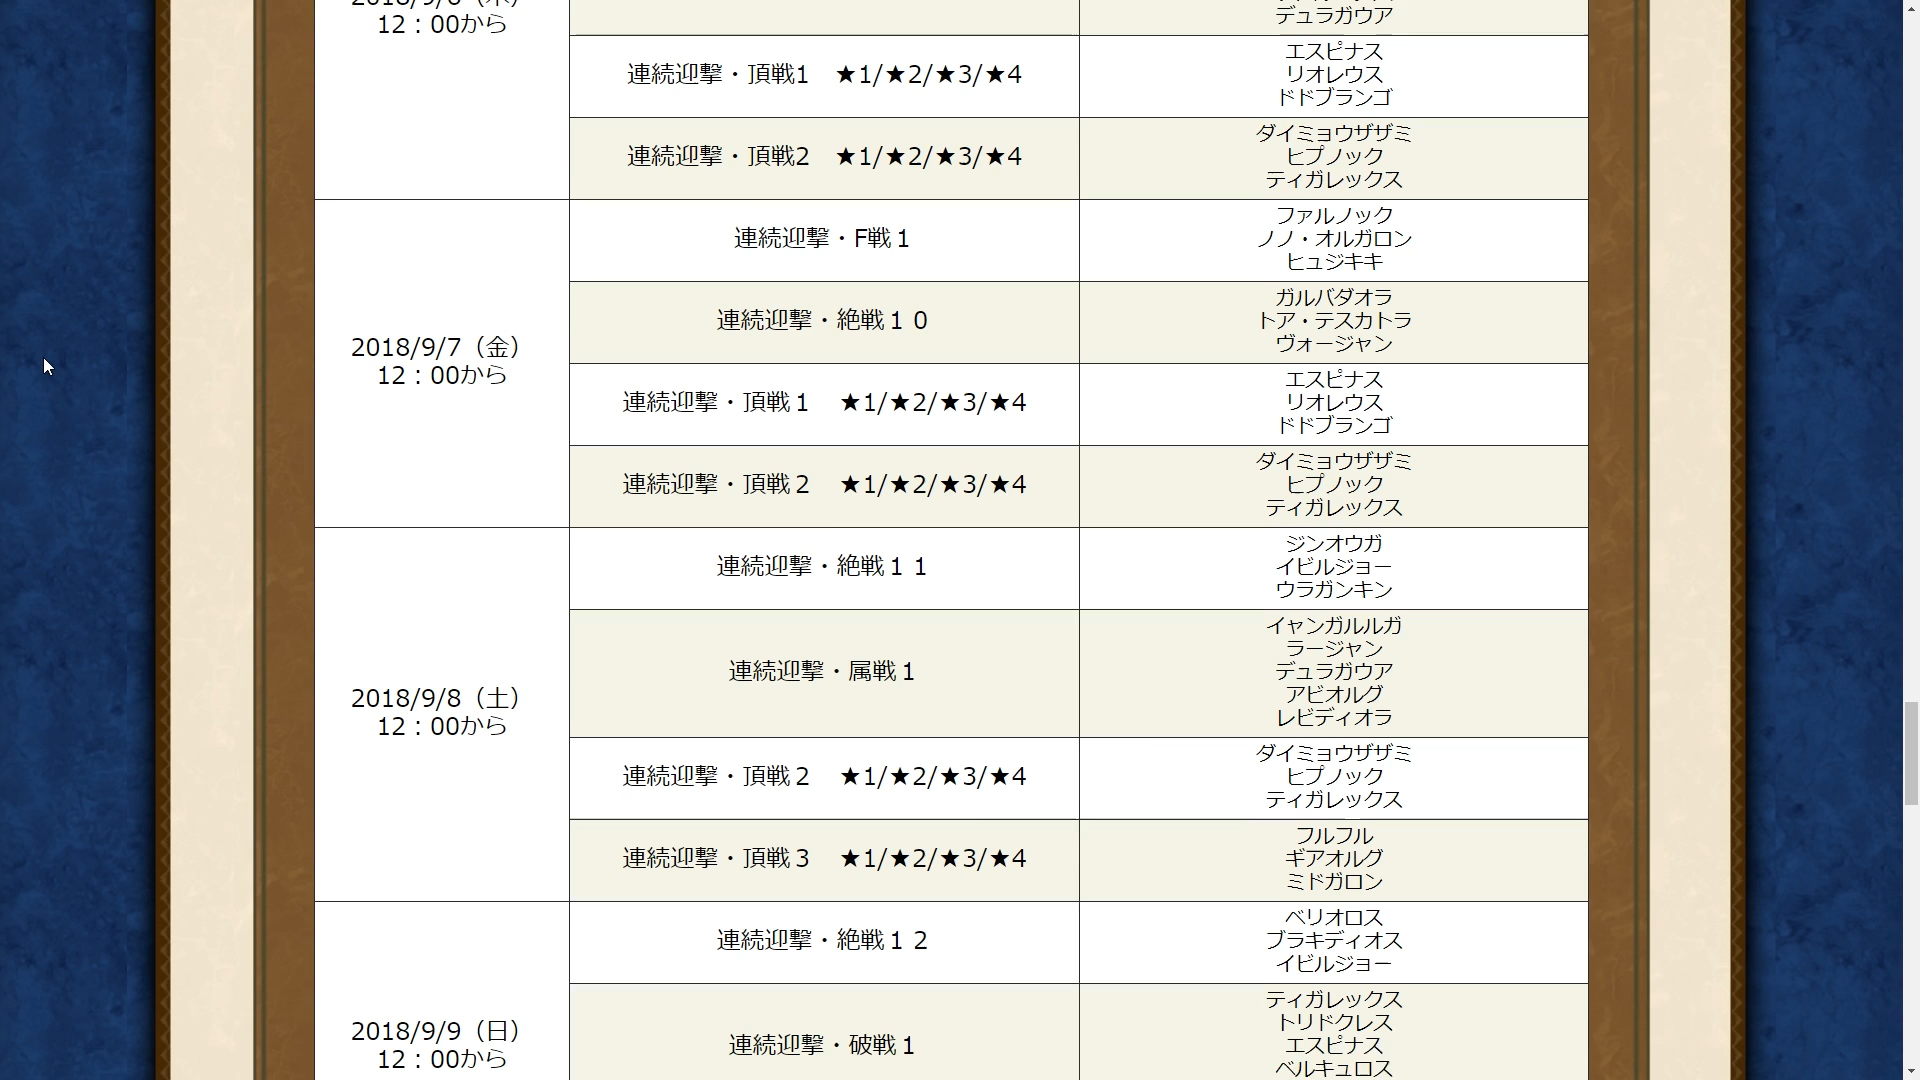 12：00から
デュラガウア
連続迎撃・頂戦1　★1/★2/★3/★4
エスピナス
リオレウス
ドドブランゴ
連続迎撃・頂戦2　★1/★2/★3/★4
ダイミョウザザミ
ヒプノック
ティガレックス
2018/9/7（金）
12：00から
連続迎撃・F戦１
ファルノック
ノノ・オルガロン
ヒュジキキ
連続迎撃・絶戦１０
ガルバダオラ
トア・テスカトラ
ヴォージャン
連続迎撃・頂戦１　★1/★2/★3/★4
エスピナス
リオレウス
ドドブランゴ
連続迎撃・頂戦２　★1/★2/★3/★4
ダイミョウザザミ
ヒプノック
ティガレックス
2018/9/8（土）
12：00から
連続迎撃・絶戦１１
ジンオウガ
イビルジョー
ウラガンキン
連続迎撃・属戦１
イャンガルルガ
ラージャン
デュラガウア
アビオルグ
レビディオラ
連続迎撃・頂戦２　★1/★2/★3/★4
ダイミョウザザミ
ヒプノック
ティガレックス
連続迎撃・頂戦３　★1/★2/★3/★4
フルフル
ギアオルグ
ミドガロン
2018/9/9（日）
12：00から
連続迎撃・絶戦１２
ベリオロス
ブラキディオス
イビルジョー
連続迎撃・破戦１
ティガレックス
トリドクレス
エスピナス
ベルキュロス